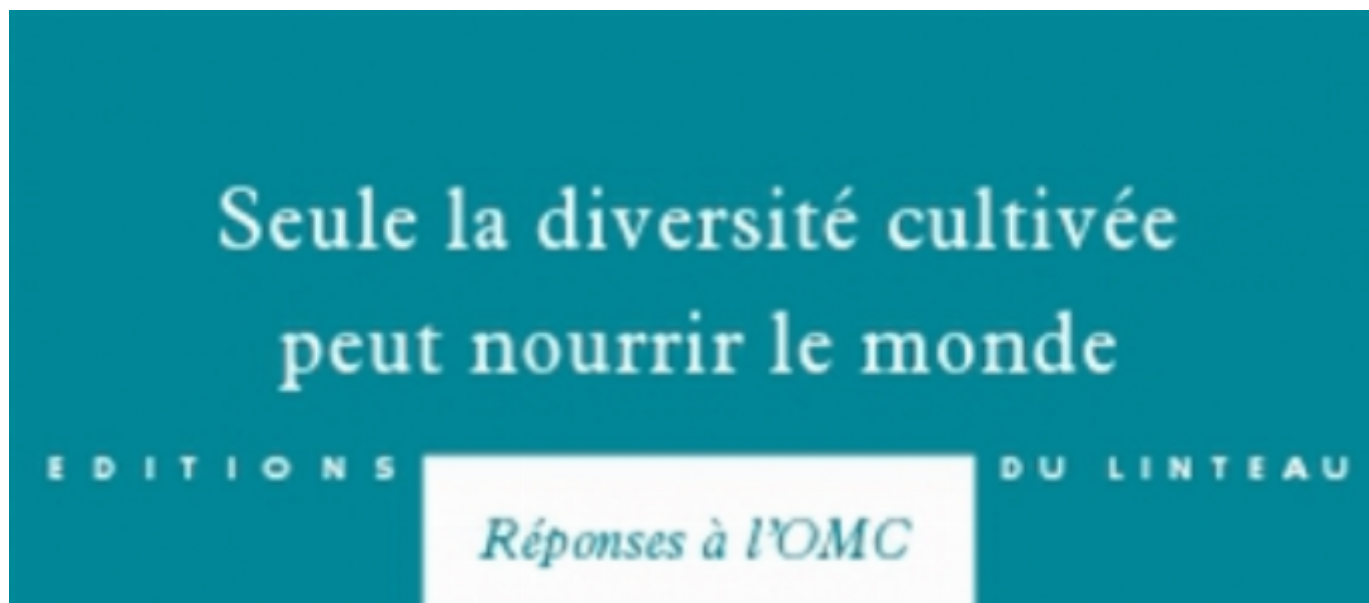 Seule la diversité cultivée
peut nourrir le monde
EDITIONS DU LINTEAU
Réponses à l'OMC